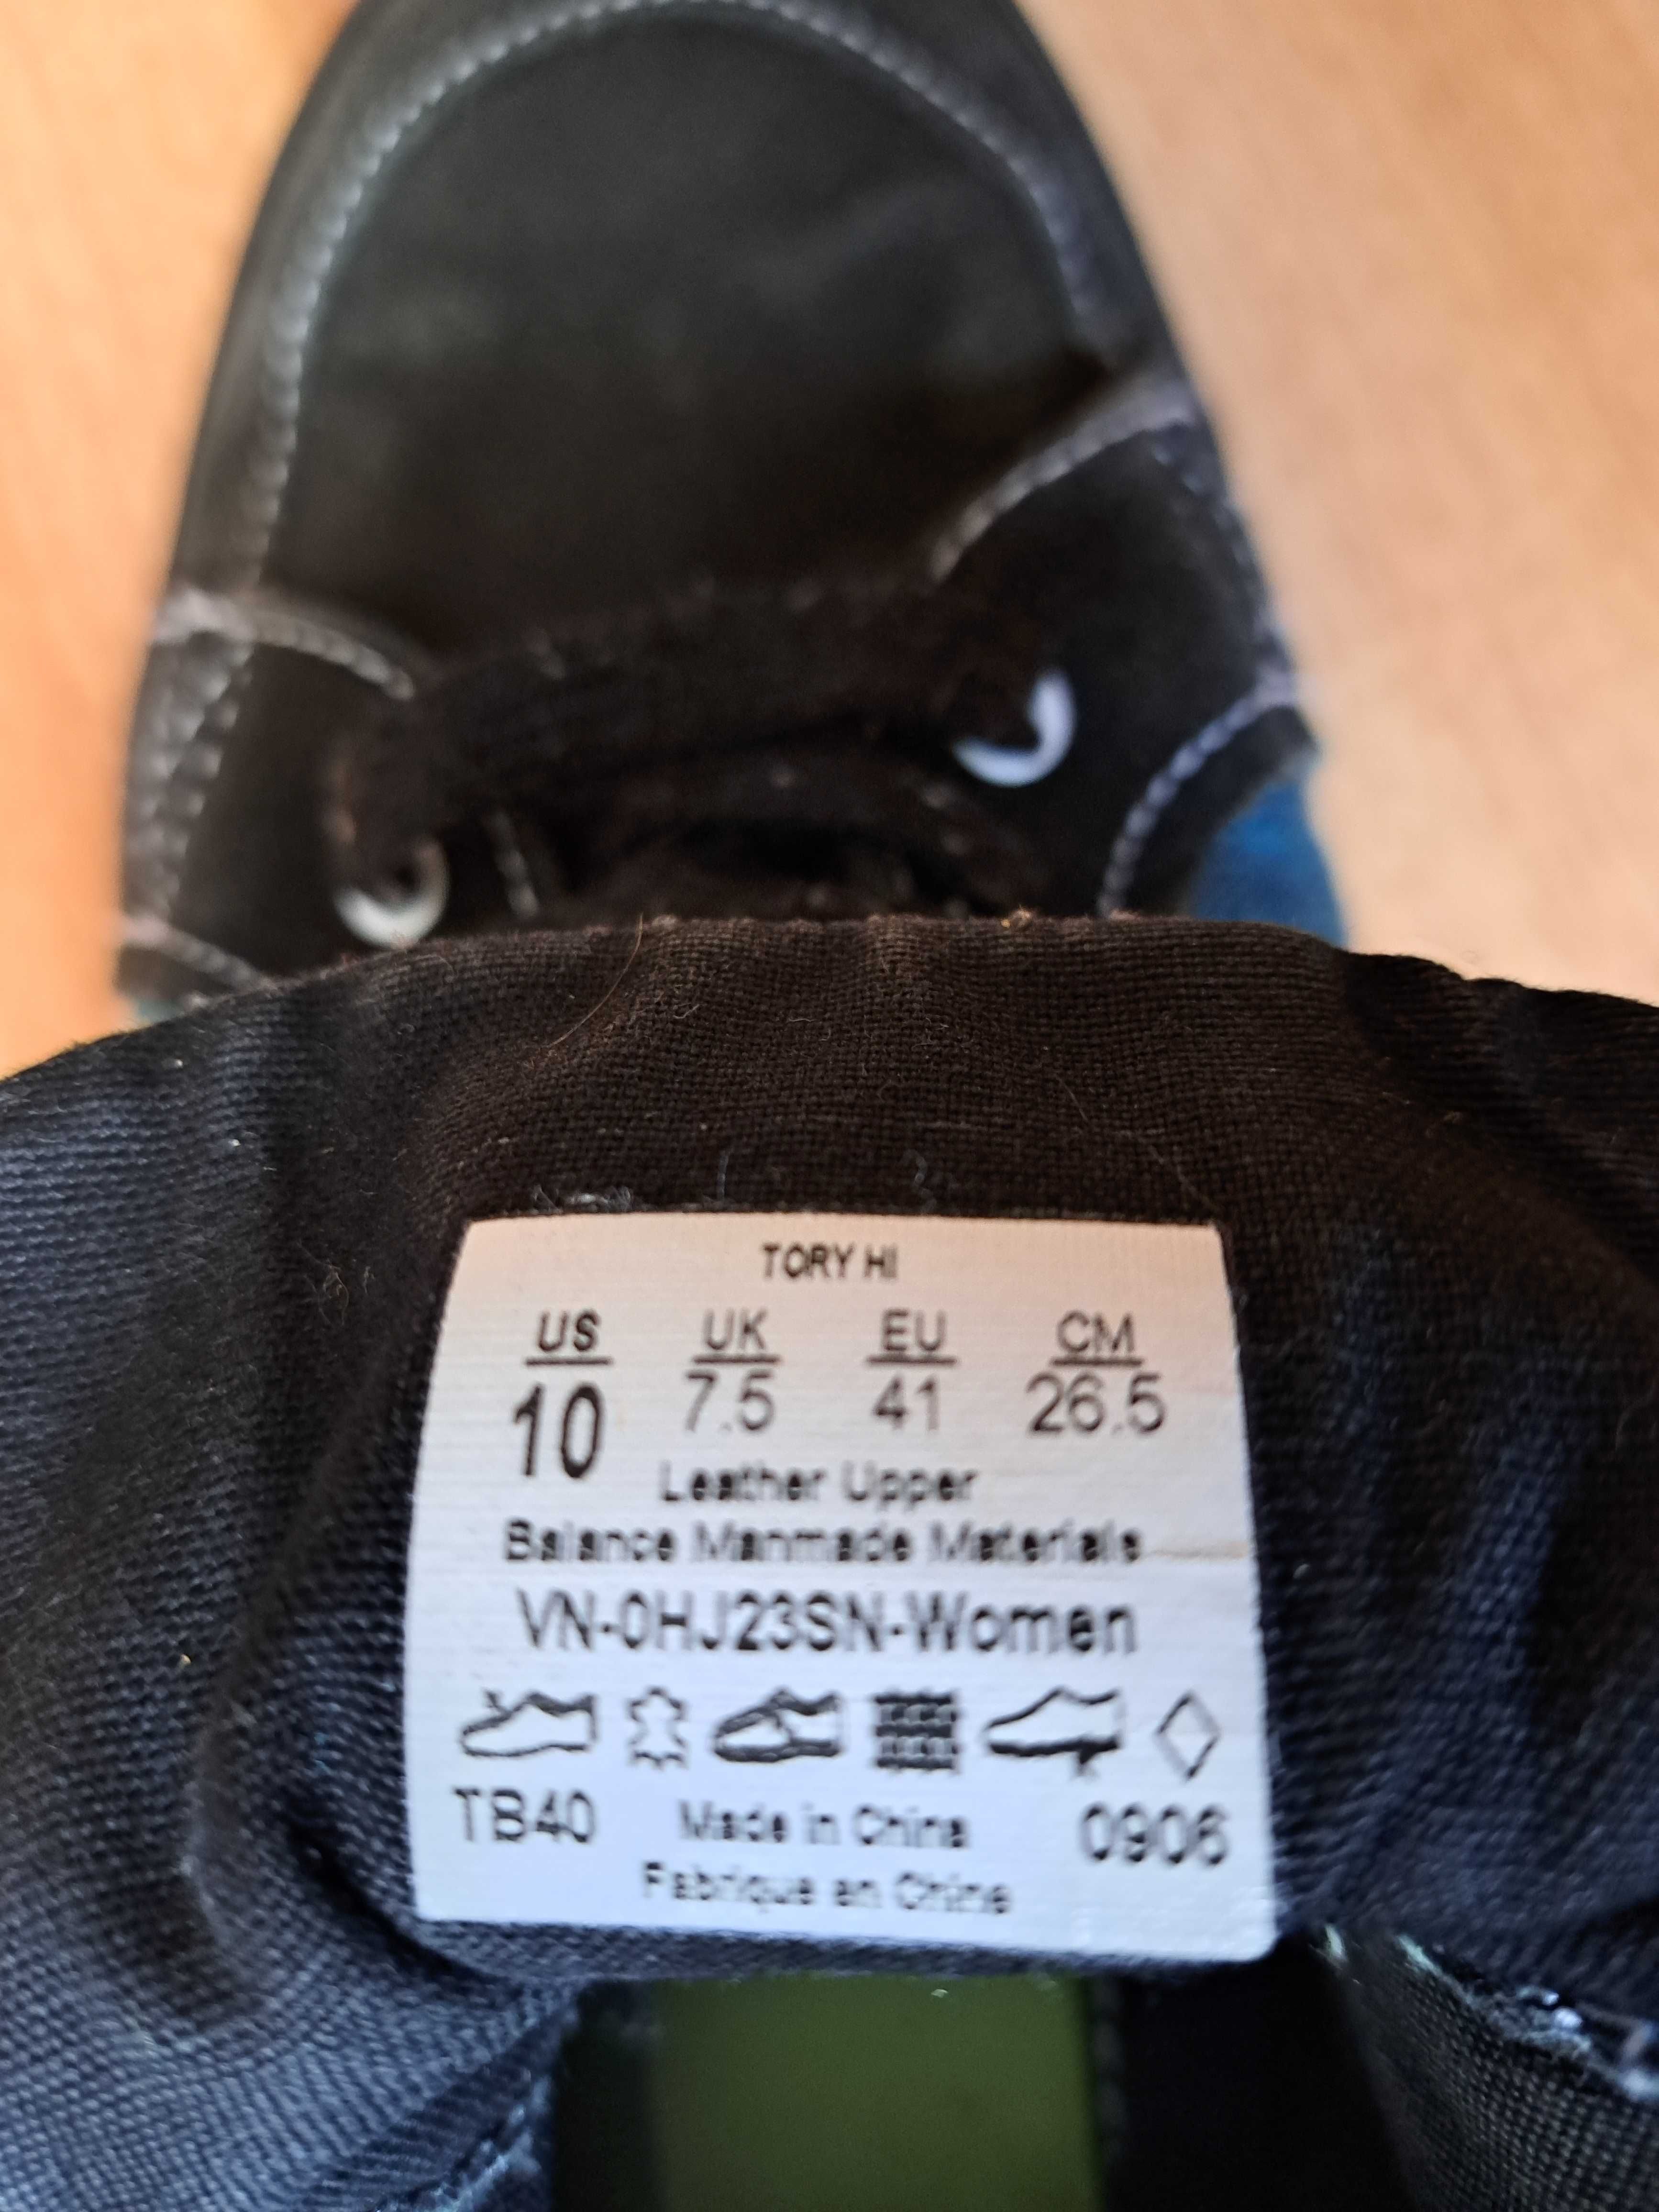 TORY HI
US UK EU CM
10 7.5 41 26.5
Leather Upper
Balance Manmade Materials
VN-0HJ23SN-Women
TB40 Made in China 0906
Fabrique en Chine